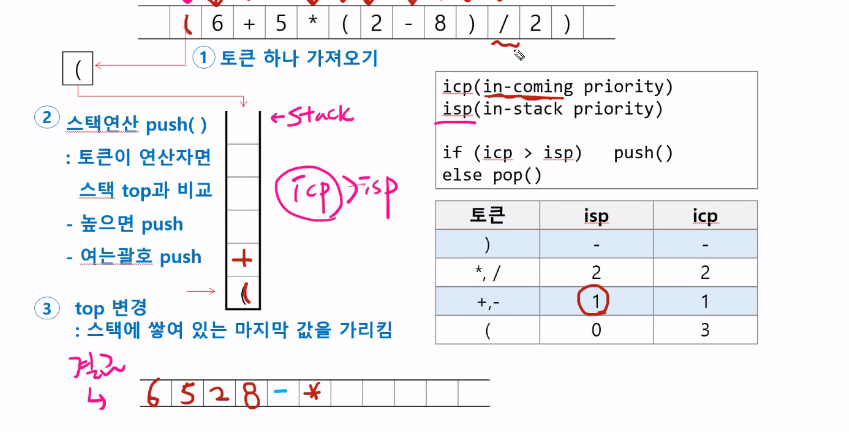 ( 6 + 5 * ( 2 - 8 ) / 2 )
(
① 토큰 하나 가져오기
② 스택연산 push( )
: 토큰이 연산자면
스택 top과 비교
- 높으면 push
- 여는괄호 push
③ top 변경
: 스택에 쌓여 있는 마지막 값을 가리킴
←Stack
icp>isp
+
(
icp(in-coming priority)
isp(in-stack priority)
if (icp > isp) push()
else pop()
토큰 isp icp
) - -
*, / 2 2
+,- 1 1
( 0 3
결과
6 5 2 8 - *